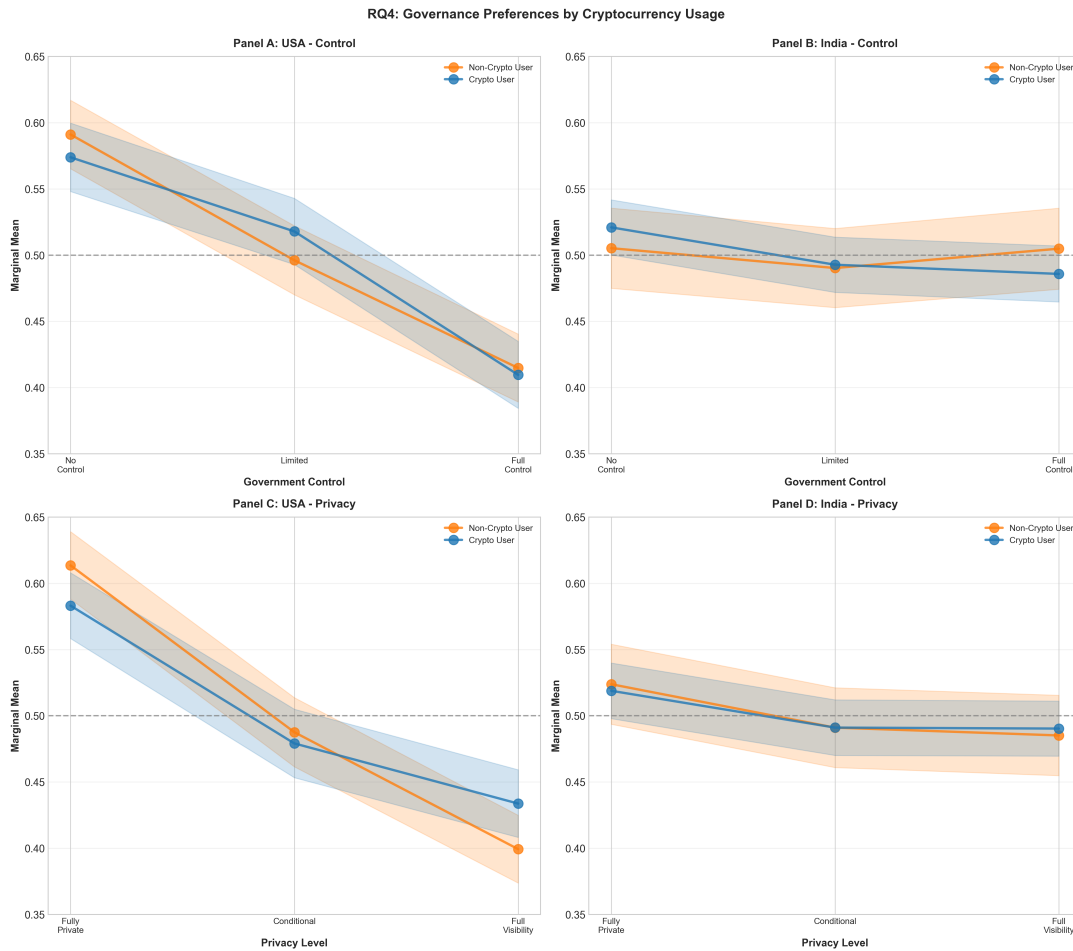 RQ4: Governance Preferences by Cryptocurrency Usage
Panel A: USA - Control
Non-Crypto User
Crypto User
0.65
0.60
0.55
0.50
0.45
0.40
0.35
Marginal Mean
No
Control
Limited
Full
Control
Government Control
Panel B: India - Control
Non-Crypto User
Crypto User
0.65
0.60
0.55
0.50
0.45
0.40
0.35
Marginal Mean
No
Control
Limited
Full
Control
Government Control
Panel C: USA - Privacy
Non-Crypto User
Crypto User
0.65
0.60
0.55
0.50
0.45
0.40
0.35
Marginal Mean
Fully
Private
Conditional
Full
Visibility
Privacy Level
Panel D: India - Privacy
Non-Crypto User
Crypto User
0.65
0.60
0.55
0.50
0.45
0.40
0.35
Marginal Mean
Fully
Private
Conditional
Full
Visibility
Privacy Level